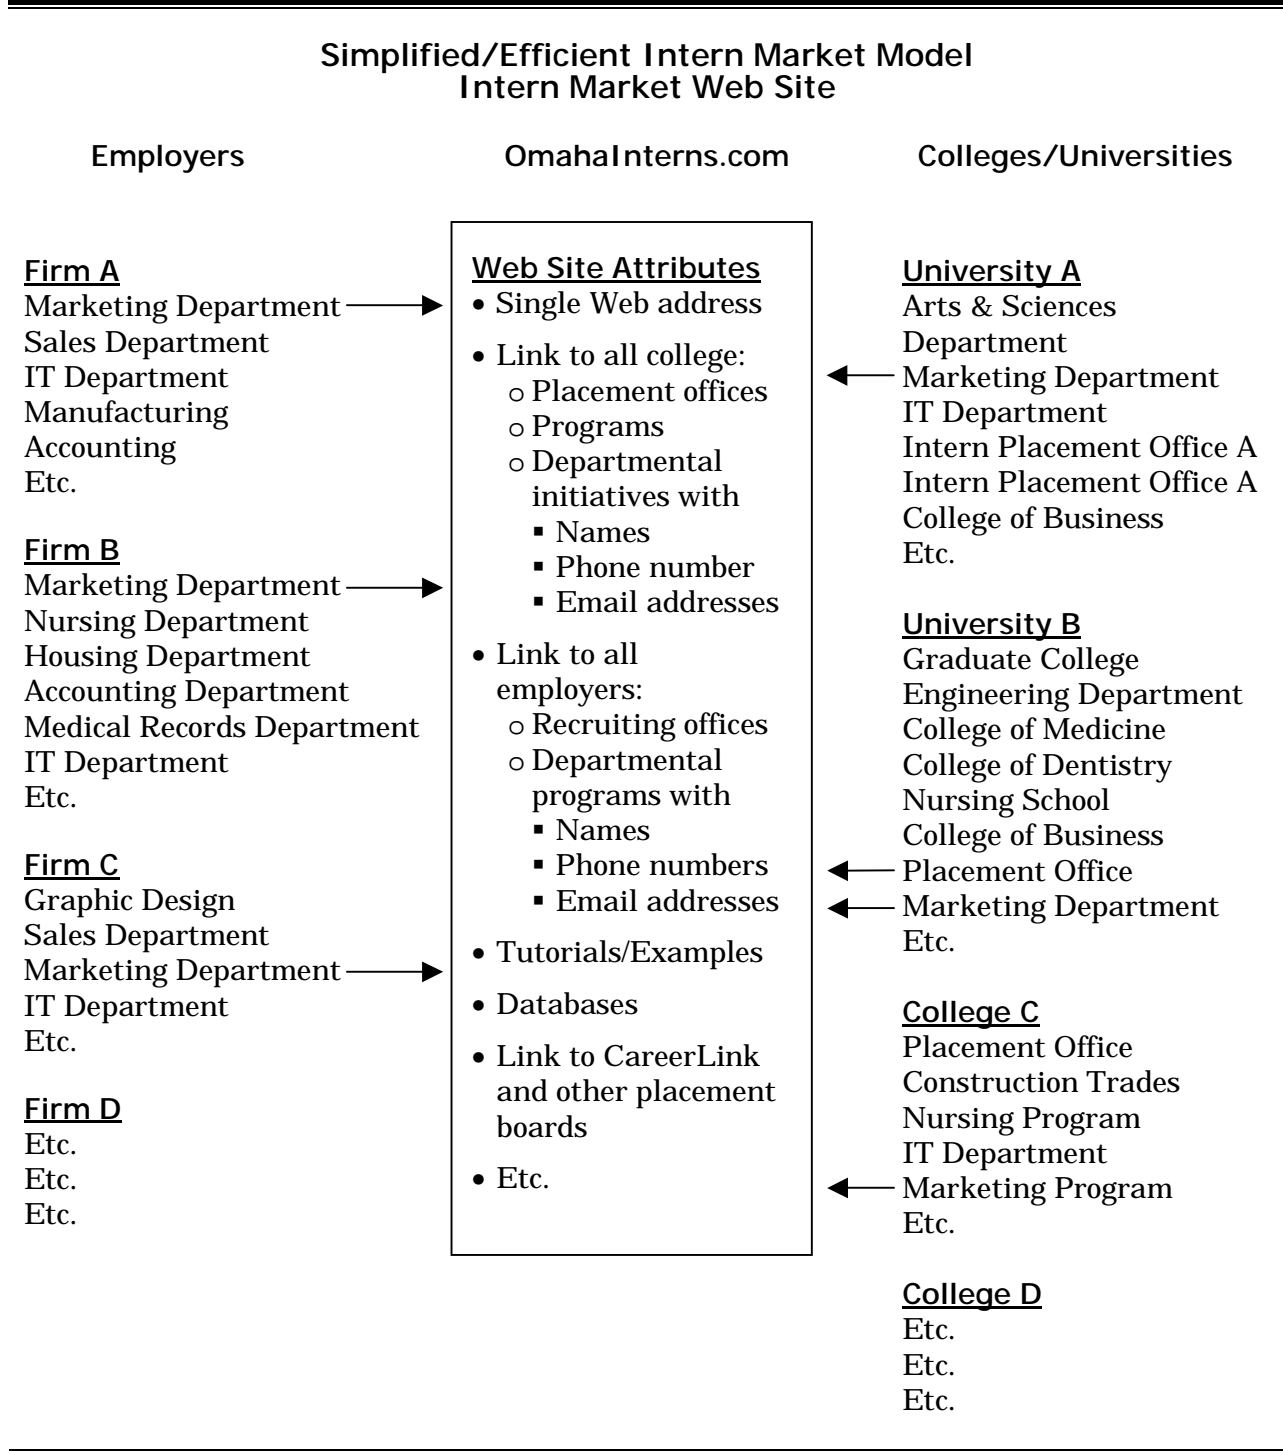 Simplified/Efficient Intern Market Model
Intern Market Web Site
Employers
OmahaInterns.com
Colleges/Universities
Firm A
Marketing Department
Sales Department
IT Department
Manufacturing
Accounting
Etc.
Firm B
Marketing Department
Nursing Department
Housing Department
Accounting Department
Medical Records Department
IT Department
Etc.
Firm C
Graphic Design
Sales Department
Marketing Department
IT Department
Etc.
Firm D
Etc.
Etc.
Etc.
Web Site Attributes
• Single Web address
• Link to all college:
o Placement offices
o Programs
o Departmental
initiatives with
▪ Names
▪ Phone number
▪ Email addresses
• Link to all
employers:
o Recruiting offices
o Departmental
programs with
▪ Names
▪ Phone numbers
▪ Email addresses
• Tutorials/Examples
• Databases
• Link to CareerLink
and other placement
boards
• Etc.
University A
Arts & Sciences
Department
Marketing Department
IT Department
Intern Placement Office A
Intern Placement Office A
College of Business
Etc.
University B
Graduate College
Engineering Department
College of Medicine
College of Dentistry
Nursing School
College of Business
Placement Office
Marketing Department
Etc.
College C
Placement Office
Construction Trades
Nursing Program
IT Department
Marketing Program
Etc.
College D
Etc.
Etc.
Etc.